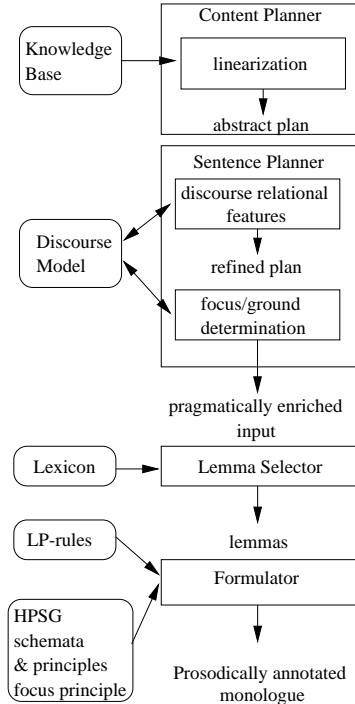 Content Planner
Knowledge
Base
linearization
abstract plan
Sentence Planner
discourse relational
features
Discourse
Model
refined plan
focus/ground
determination
pragmatically enriched
input
Lexicon
Lemma Selector
lemmas
LP-rules
Formulator
HPSG
schemata
& principles
focus principle
Prosodically annotated
monologue